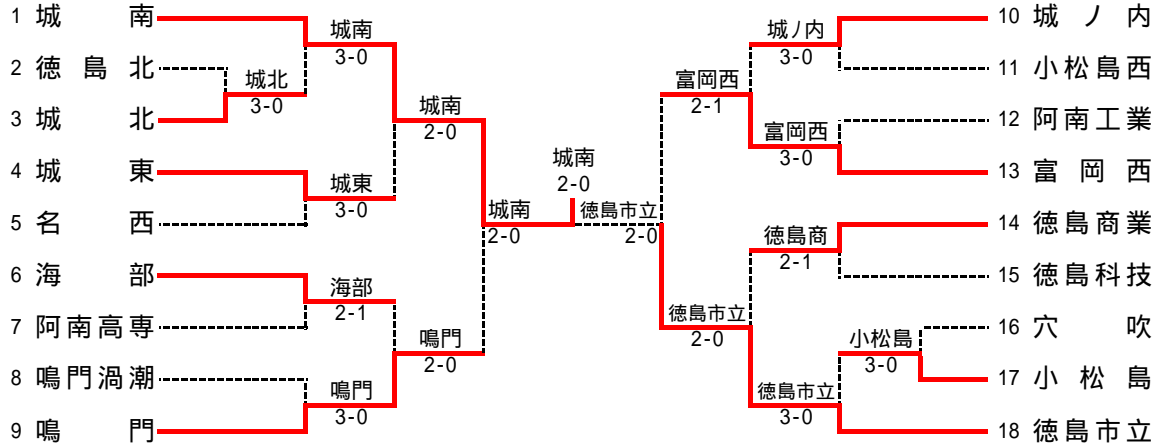 1 城南
2 徳島北
3 城北
4 城東
5 名西
6 海部
7 阿南高専
8 鳴門渦潮
9 鳴門
城北
3-0
城南
3-0
城東
3-0
海部
2-1
鳴門
3-0
城南
2-0
鳴門
2-0
城南
2-0
城南
2-0
徳島市立
2-0
富岡西
2-1
徳島市立
2-0
城ノ内
3-0
富岡西
3-0
徳島商
2-1
徳島市立
3-0
小松島
3-0
10 城ノ内
11 小松島西
12 阿南工業
13 富岡西
14 徳島商業
15 徳島科技
16 穴吹
17 小松島
18 徳島市立